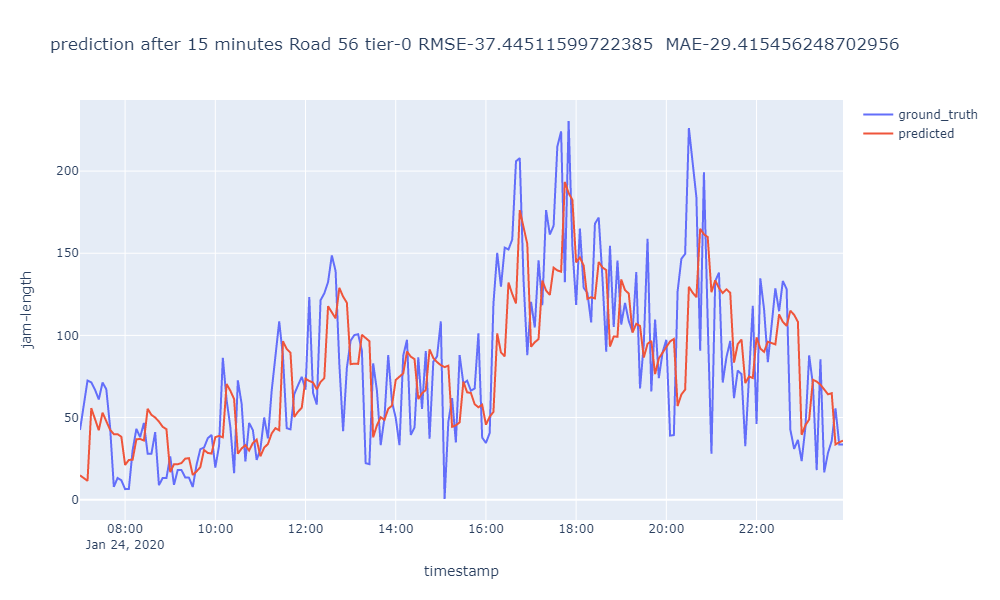 prediction after 15 minutes Road 56 tier-0 RMSE-37.44511599722385  MAE-29.415456248702956
ground_truth
predicted
jam-length
200
150
100
50
0
08:00 10:00 12:00 14:00 16:00 18:00 20:00 22:00
Jan 24, 2020
timestamp